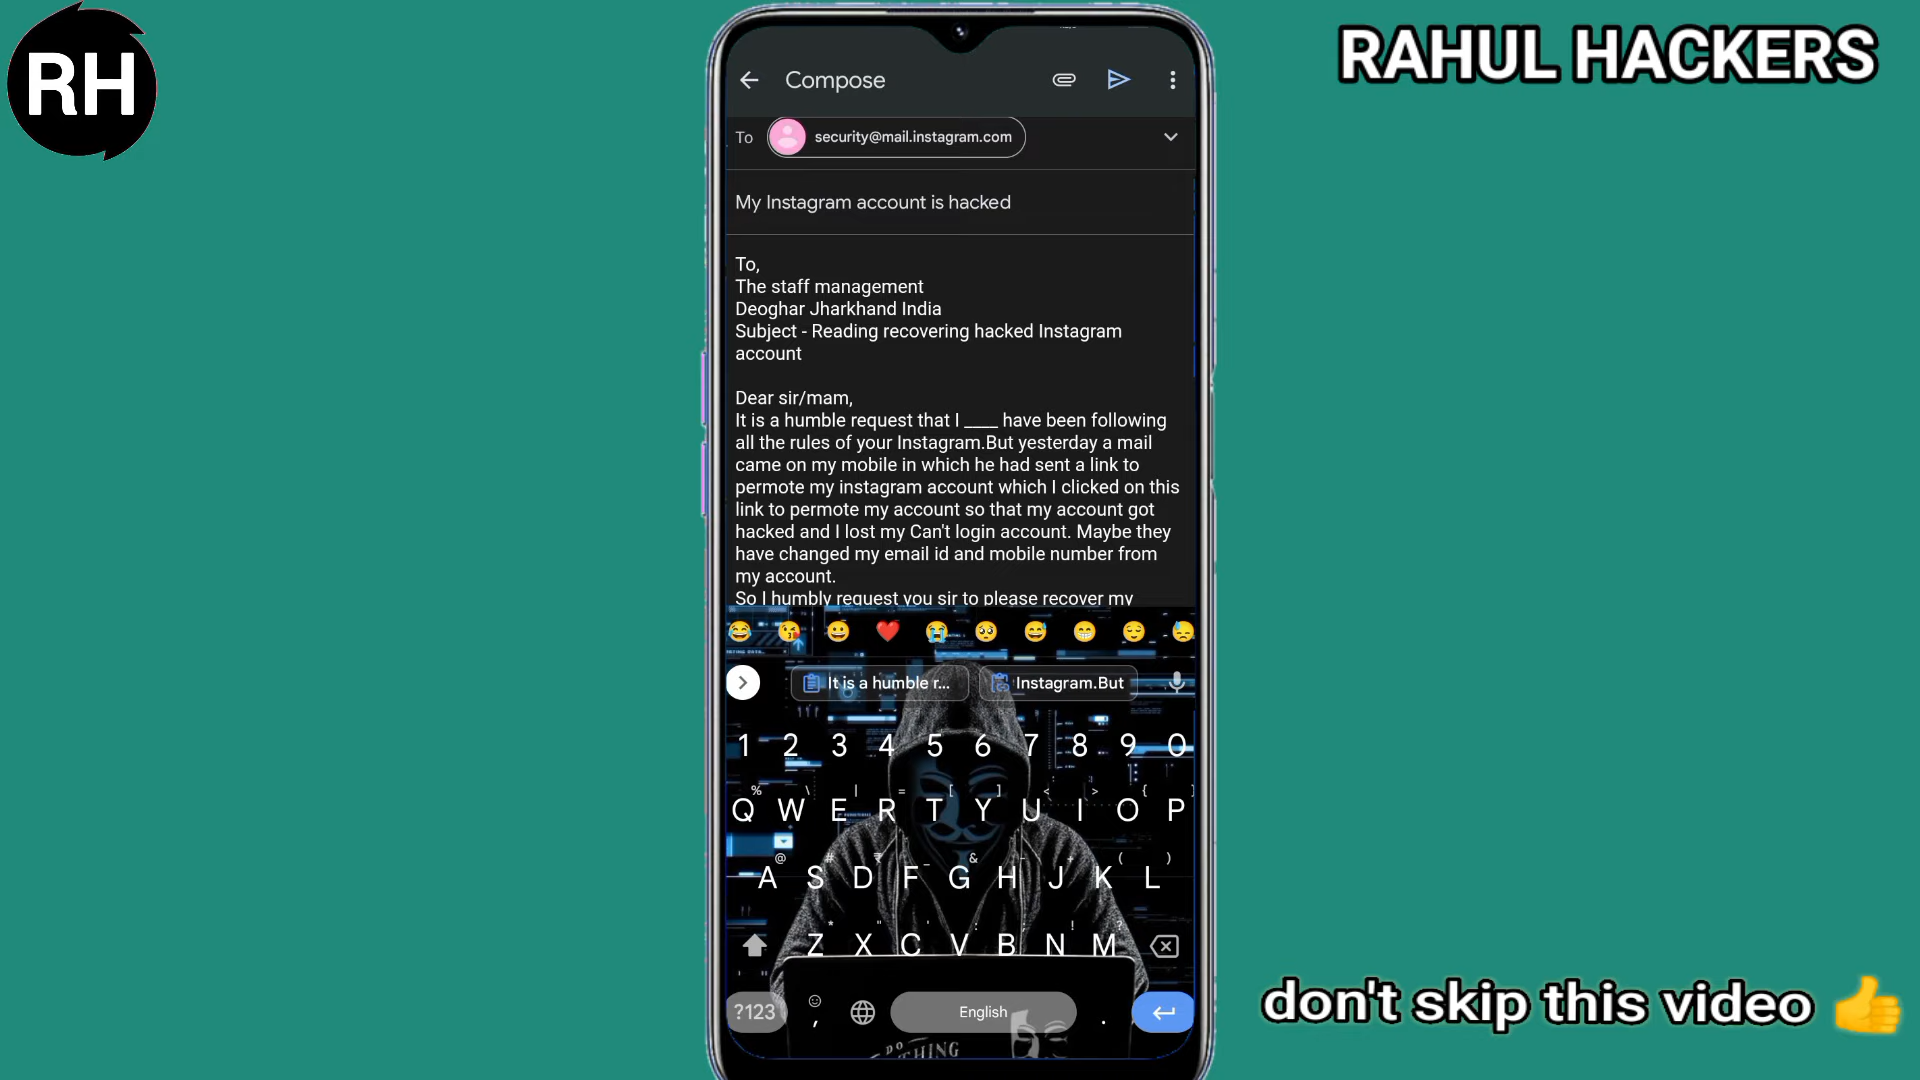 RH
RAHUL HACKERS
Compose
To security@mail.instagram.com
My Instagram account is hacked
To,
The staff management
Deoghar Jharkhand India
Subject - Reading recovering hacked Instagram
account
Dear sir/mam,
It is a humble request that I ____ have been following
all the rules of your Instagram.But yesterday a mail
came on my mobile in which he had sent a link to
permote my instagram account which I clicked on this
link to permote my account so that my account got
hacked and I lost my Can't login account. Maybe they
have changed my email id and mobile number from
my account.
So I humbly request you sir to please recover my
It is a humble r... Instagram.But
1 2 3 4 5 6 7 8 9 0
% \ | = [ ] < > { }
Q W E R T Y U I O P
@ # ₹ _ & - + ( )
A S D F G H J K L
* " ' : ; ! ?
Z X C V B N M
?123 , English .
don't skip this video 👍